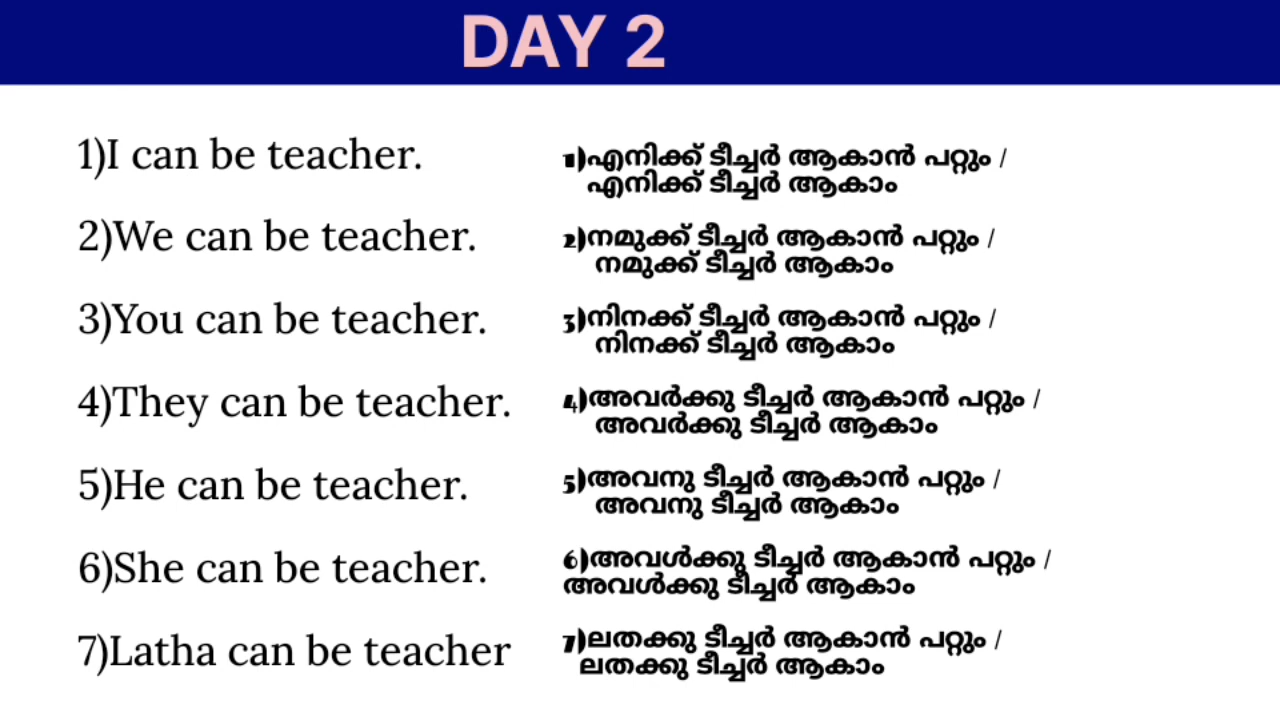 DAY 2
1)I can be teacher.
1)എനിക്ക് ടീച്ചർ ആകാൻ പറ്റും /
എനിക്ക് ടീച്ചർ ആകാം
2)We can be teacher.
2)നമുക്ക് ടീച്ചർ ആകാൻ പറ്റും /
നമുക്ക് ടീച്ചർ ആകാം
3)You can be teacher.
3)നിനക്ക് ടീച്ചർ ആകാൻ പറ്റും /
നിനക്ക് ടീച്ചർ ആകാം
4)They can be teacher.
4)അവർക്കു ടീച്ചർ ആകാൻ പറ്റും /
അവർക്കു ടീച്ചർ ആകാം
5)He can be teacher.
5)അവനു ടീച്ചർ ആകാൻ പറ്റും /
അവനു ടീച്ചർ ആകാം
6)She can be teacher.
6)അവൾക്കു ടീച്ചർ ആകാൻ പറ്റും /
അവൾക്കു ടീച്ചർ ആകാം
7)Latha can be teacher
7)ലതക്കു ടീച്ചർ ആകാൻ പറ്റും /
ലതക്കു ടീച്ചർ ആകാം